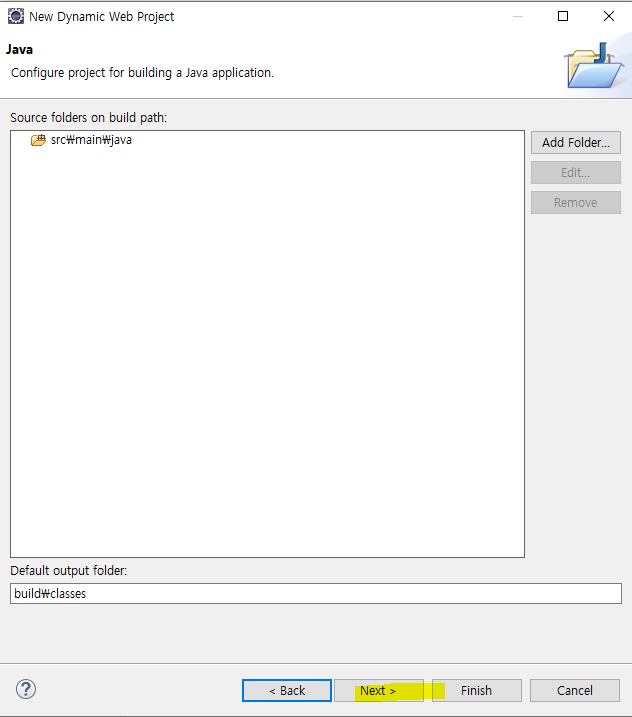 New Dynamic Web Project
Java
Configure project for building a Java application.
Source folders on build path:
src₩main₩java
Add Folder...
Edit...
Remove
Default output folder:
build₩classes
< Back
Next >
Finish
Cancel